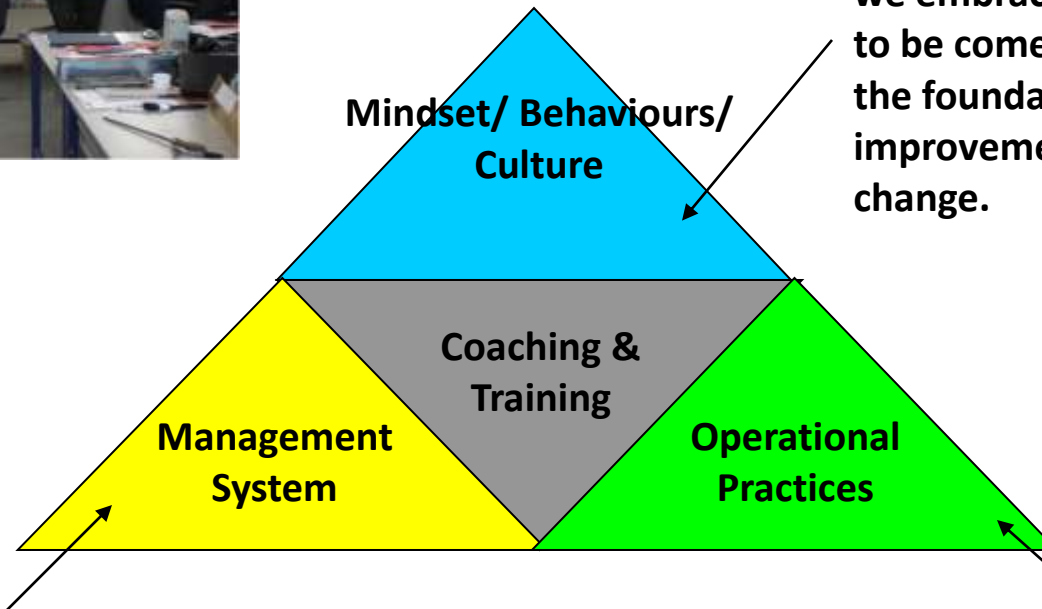 to be come
the founda
improveme
change.
Mindset/ Behaviours/
Culture
Coaching &
Training
Management
System
Operational
Practices